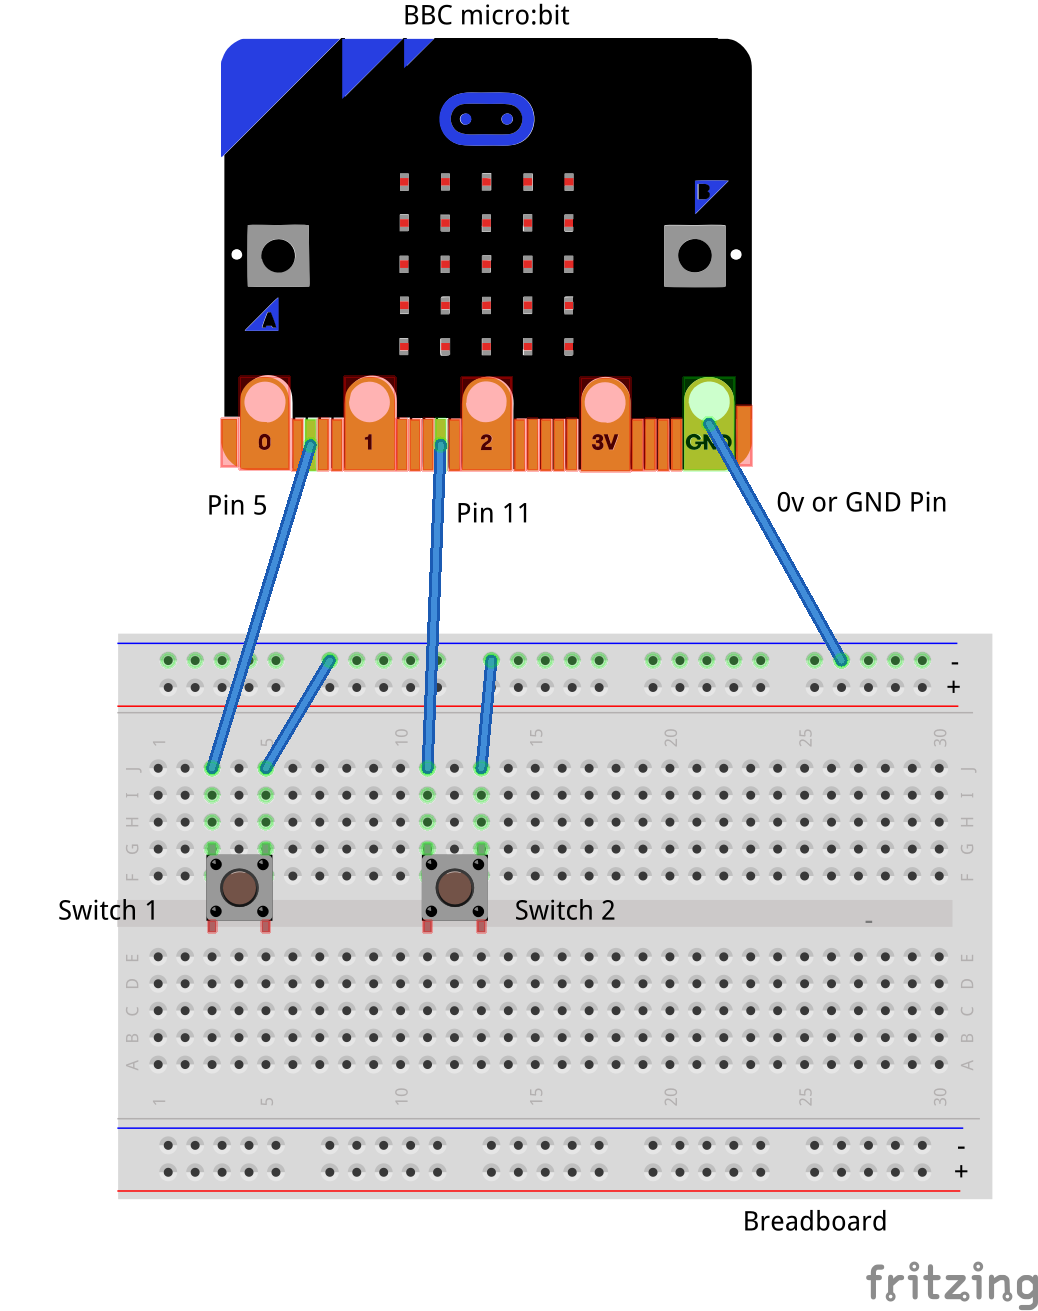 BBC micro:bit
B
A
0 1 2 3V GND
Pin 5
Pin 11
0v or GND Pin
-
+
1 5 10 15 20 25 30
J J
I I
H H
G G
F F
Switch 1
Switch 2
-
E E
D D
C C
B B
A A
1 5 10 15 20 25 30
-
+
Breadboard
fritzing